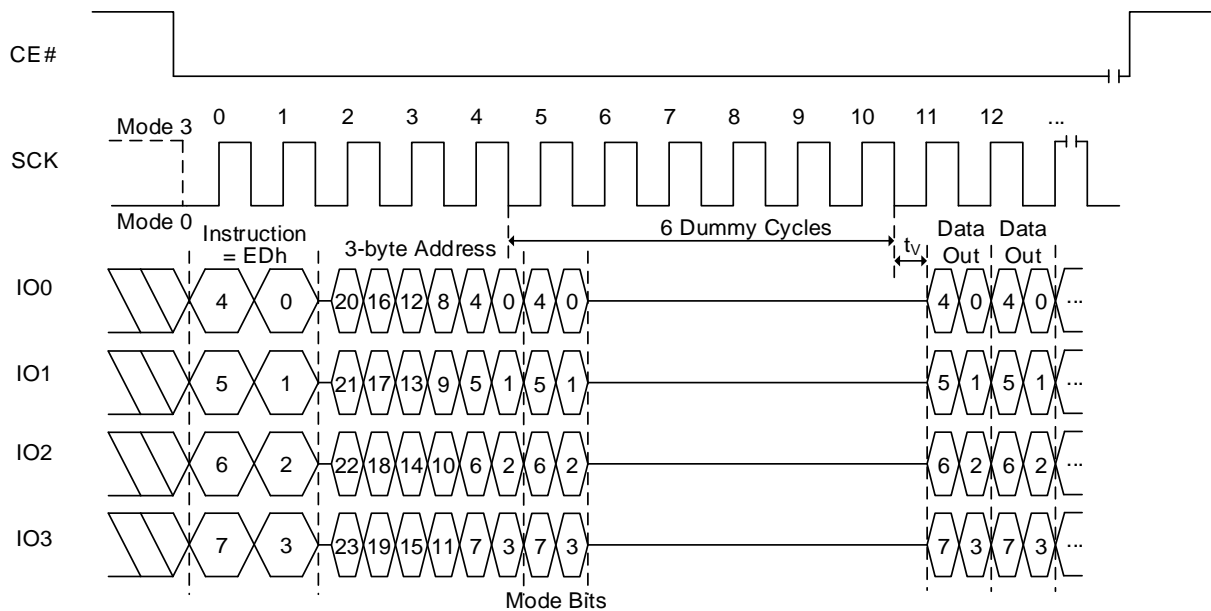 CE#
0 1 2 3 4 5 6 7 8 9 10 11 12 ...
Mode 3
SCK
Mode 0
Instruction
= EDh
3-byte Address
6 Dummy Cycles
tV
Data
Out
Data
Out
IO0
4 0 20 16 12 8 4 0 4 0 4 0 4 0 ...
IO1
5 1 21 17 13 9 5 1 5 1 5 1 5 1 ...
IO2
6 2 22 18 14 10 6 2 6 2 6 2 6 2 ...
IO3
7 3 23 19 15 11 7 3 7 3 7 3 7 3 ...
Mode Bits